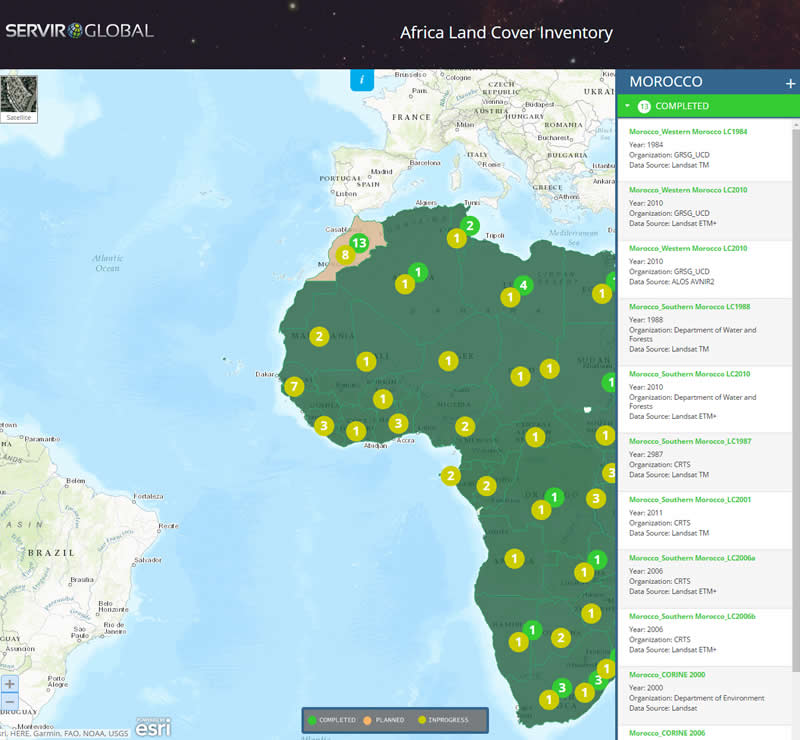 SERVIR GLOBAL
Africa Land Cover Inventory
Satellite
i
MOROCCO +
13 COMPLETED
Morocco_Western Morocco LC1984
Year: 1984
Organization: GRSG_UCD
Data Source: Landsat TM
Morocco_Western Morocco LC2010
Year: 2010
Organization: GRSG_UCD
Data Source: Landsat ETM+
Morocco_Western Morocco LC2010
Year: 2010
Organization: GRSG_UCD
Data Source: ALOS AVNIR2
Morocco_Southern Morocco LC1988
Year: 1988
Organization: Department of Water and
Forests
Data Source: Landsat TM
Morocco_Southern Morocco LC2010
Year: 2010
Organization: Department of Water and
Forests
Data Source: Landsat ETM+
Morocco_Southern Morocco_LC1987
Year: 2987
Organization: CRTS
Data Source: Landsat TM
Morocco_Southern Morocco_LC2001
Year: 2011
Organization: CRTS
Data Source: Landsat TM
Morocco_Southern Morocco_LC2006a
Year: 2006
Organization: CRTS
Data Source: Landsat ETM+
Morocco_Southern Morocco_LC2006b
Year: 2006
Organization: CRTS
Data Source: Landsat ETM+
Morocco_CORINE 2000
Year: 2000
Organization: Department of Environment
Data Source: Landsat
Morocco_CORINE 2006
Brussels
Cologne
Paris
CZECH
REPUBLIC
Vienna
AUSTRIA
Budapest
HUNGARY
FRANCE
Milan
ROMANIA
Bucharest
ITALY
Rome
BULGARIA
Istanbu
Barcelona
Madrid
PORTUGAL
SPAIN
Lisbon
GREECE
Athens
Ankara
Algiers
Tunis
Tripoli
Mediterranean
Sea
Casabl
13
8
2
1
1
1
4
1
1
Atlantic
Ocean
2
1
1
1
1
SUDAN
1
Dakar
7
1
3
1
3
2
1
1
Abidjan
Accra
2
2
1
1
3
3
1
1
1
1
1
1
2
1
3
1
3
1
Paramaribo
Belém
Fortaleza
Recife
BRAZIL
Salvador
Brasília
Belo
Horizonte
São
Paulo
Rio de
Janeiro
Asunción
Porto
Alegre
URUGUAY
Montevideo
+
−
COMPLETED PLANNED INPROGRESS
Esri, HERE, Garmin, FAO, NOAA, USGS
POWERED BY
esri